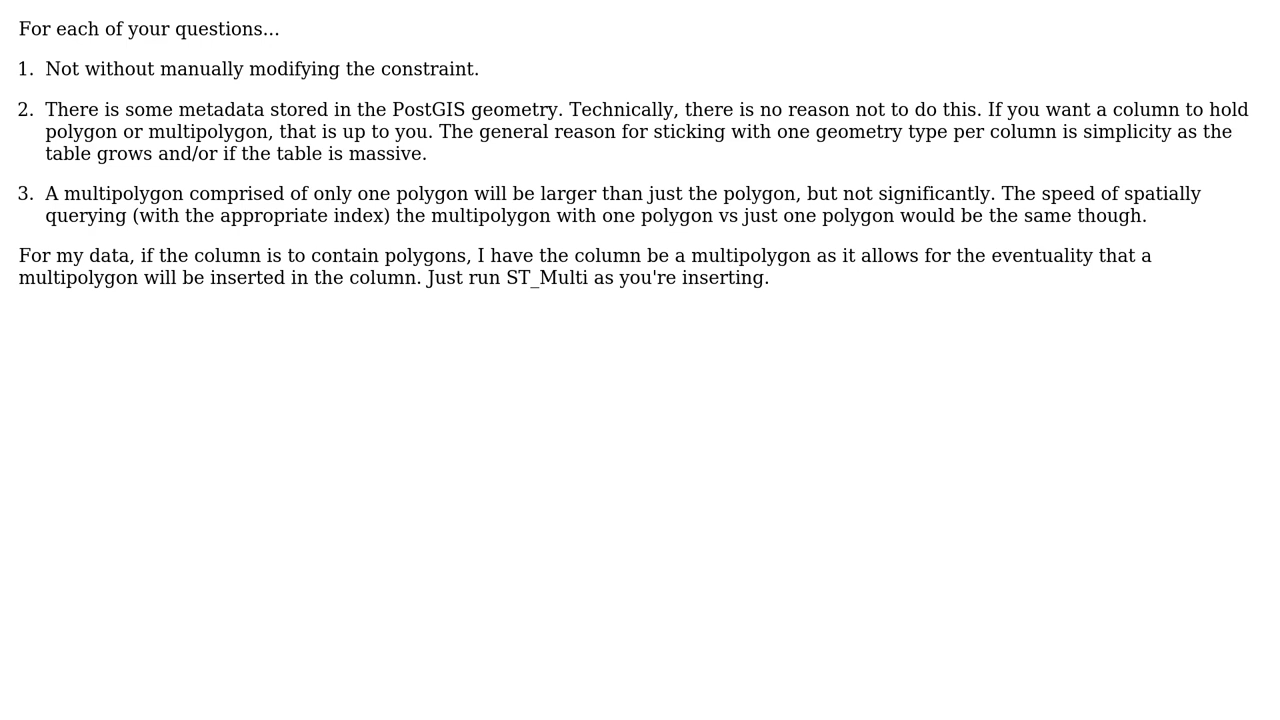 For each of your questions...
1. Not without manually modifying the constraint.
2. There is some metadata stored in the PostGIS geometry. Technically, there is no reason not to do this. If you want a column to hold
polygon or multipolygon, that is up to you. The general reason for sticking with one geometry type per column is simplicity as the
table grows and/or if the table is massive.
3. A multipolygon comprised of only one polygon will be larger than just the polygon, but not significantly. The speed of spatially
querying (with the appropriate index) the multipolygon with one polygon vs just one polygon would be the same though.
For my data, if the column is to contain polygons, I have the column be a multipolygon as it allows for the eventuality that a
multipolygon will be inserted in the column. Just run ST_Multi as you're inserting.